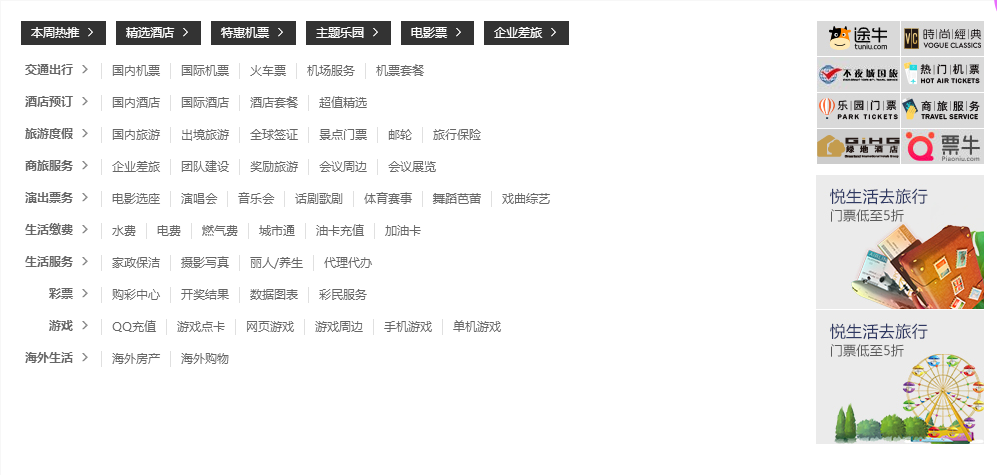 本周热推 > 精选酒店 > 特惠机票 > 主题乐园 > 电影票 > 企业差旅 >
交通出行 > 国内机票 国际机票 火车票 机场服务 机票套餐
酒店预订 > 国内酒店 国际酒店 酒店套餐 超值精选
旅游度假 > 国内旅游 出境旅游 全球签证 景点门票 邮轮 旅行保险
商旅服务 > 企业差旅 团队建设 奖励旅游 会议周边 会议展览
演出票务 > 电影选座 演唱会 音乐会 话剧歌剧 体育赛事 舞蹈芭蕾 戏曲综艺
生活缴费 > 水费 电费 燃气费 城市通 油卡充值 加油卡
生活服务 > 家政保洁 摄影写真 丽人/养生 代理代办
彩票 > 购彩中心 开奖结果 数据图表 彩民服务
游戏 > QQ充值 游戏点卡 网页游戏 游戏周边 手机游戏 单机游戏
海外生活 > 海外房产 海外购物
途牛
tuniu.com
VC
時|尚|經|典
VOGUE CLASSICS
不夜城国旅
热|门|机|票
HOT AIR TICKETS
乐|园|门|票
PARK TICKETS
商|旅|服|务
TRAVEL SERVICE
GiHG
緑地酒店
票牛
Piaoniu.com
悦生活去旅行
门票低至5折
悦生活去旅行
门票低至5折